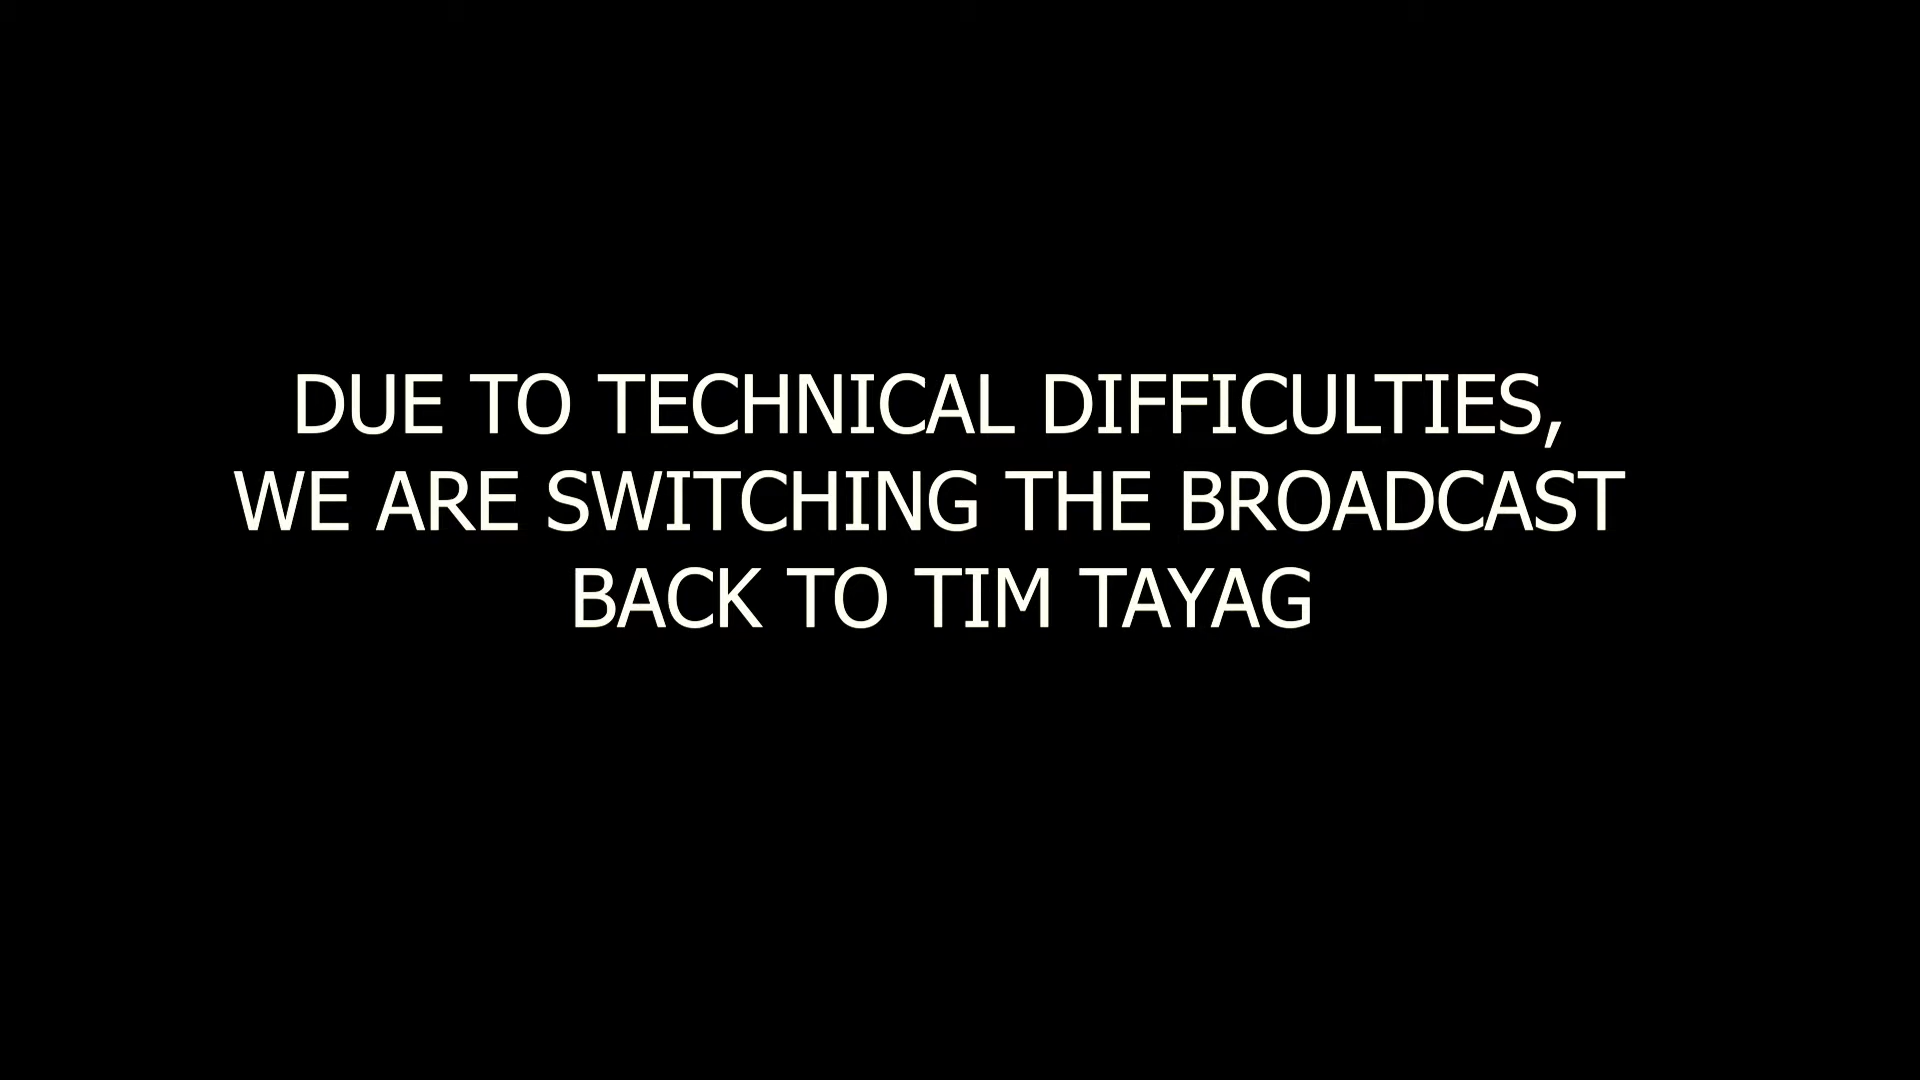 DUE TO TECHNICAL DIFFICULTIES,
WE ARE SWITCHING THE BROADCAST
BACK TO TIM TAYAG